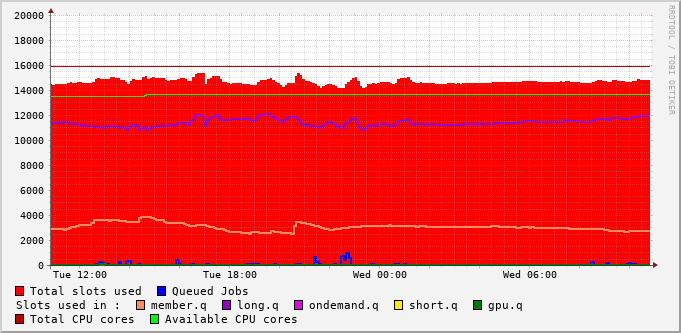 20000
18000
16000
14000
12000
10000
8000
6000
4000
2000
0
Tue 12:00 Tue 18:00 Wed 00:00 Wed 06:00
RRDTOOL / TOBI OETIKER
Total slots used Queued Jobs
Slots used in : member.q long.q ondemand.q short.q gpu.q
Total CPU cores Available CPU cores